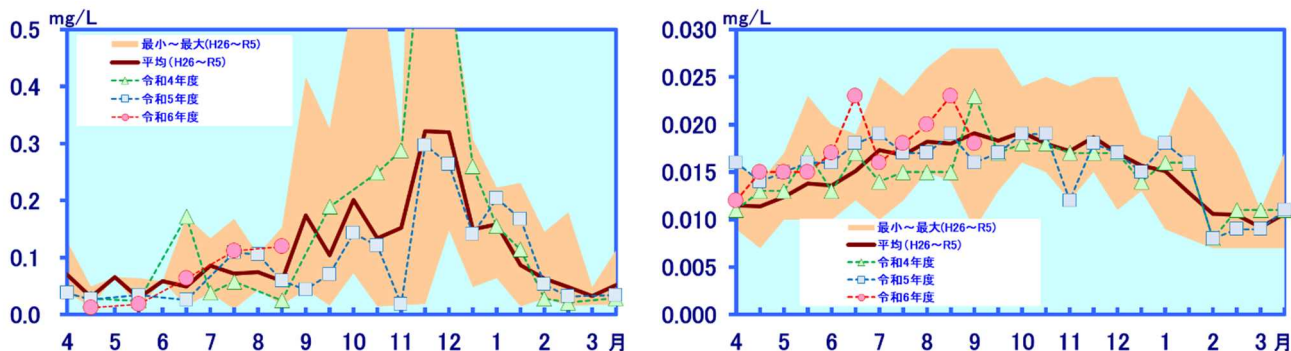 mg/L
0.5
0.4
0.3
0.2
0.1
0.0
最小～最大(H26～R5)
平均(H26～R5)
令和4年度
令和5年度
令和6年度
4 5 6 7 8 9 10 11 12 1 2 3 月
mg/L
0.030
0.025
0.020
0.015
0.010
0.005
0.000
最小～最大(H26～R5)
平均(H26～R5)
令和4年度
令和5年度
令和6年度
4 5 6 7 8 9 10 11 12 1 2 3 月